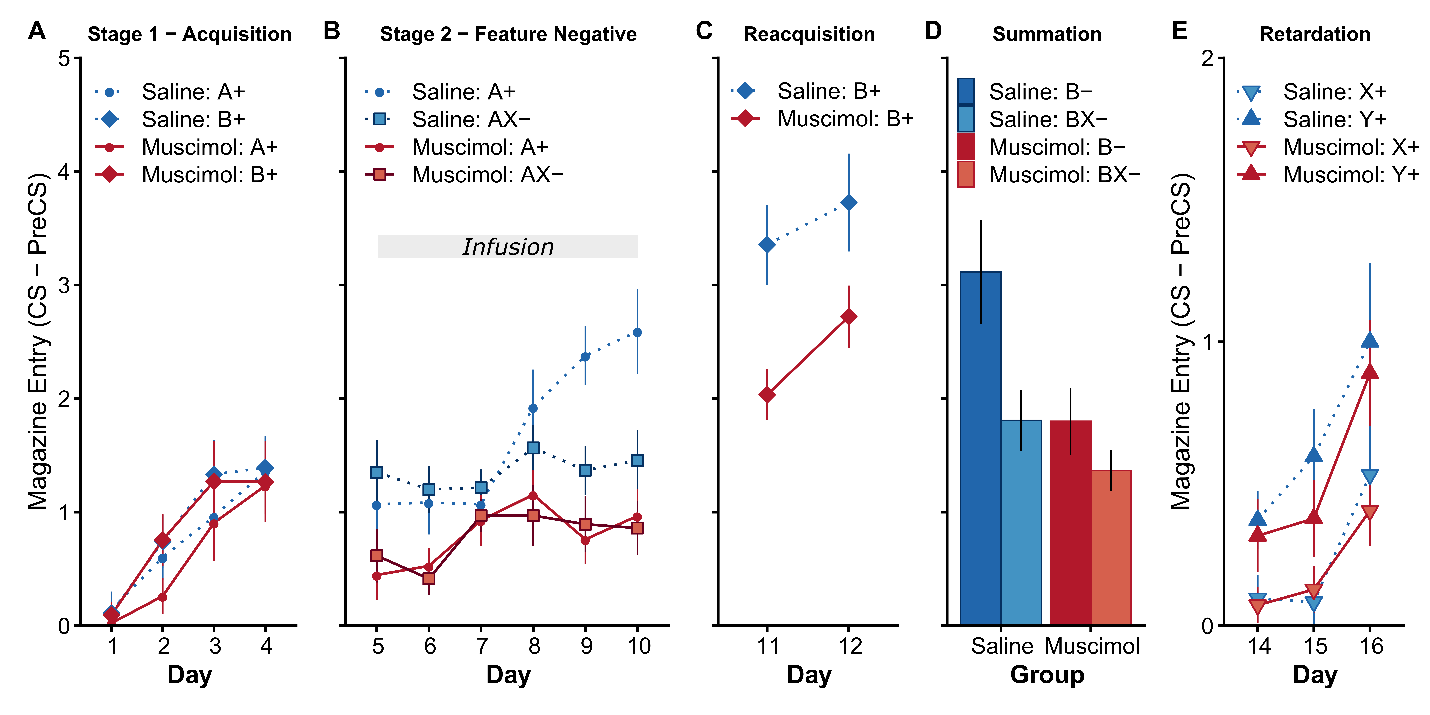 A Stage 1 − Acquisition
B Stage 2 − Feature Negative
C Reacquisition
D Summation
E Retardation
Magazine Entry (CS − PreCS)
5
4
3
2
1
0
Saline: A+
Saline: B+
Muscimol: A+
Muscimol: B+
1 2 3 4
Day
Saline: A+
Saline: AX−
Muscimol: A+
Muscimol: AX−
Infusion
5 6 7 8 9 10
Day
Saline: B+
Muscimol: B+
11 12
Day
Saline: B−
Saline: BX−
Muscimol: B−
Muscimol: BX−
Saline Muscimol
Group
Magazine Entry (CS − PreCS)
2
1
0
Saline: X+
Saline: Y+
Muscimol: X+
Muscimol: Y+
14 15 16
Day